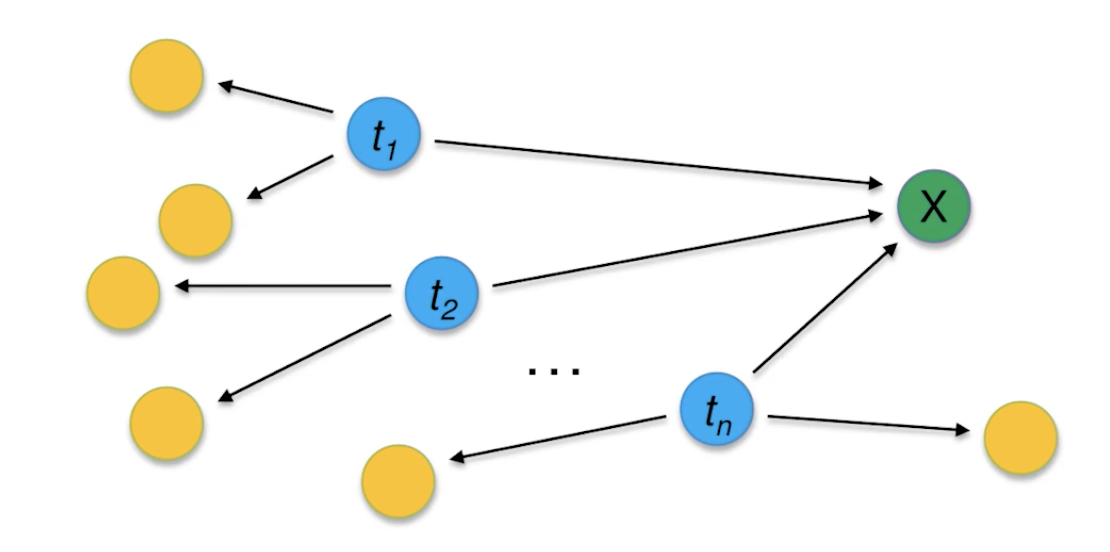 t₁
X
t₂
...
tₙ